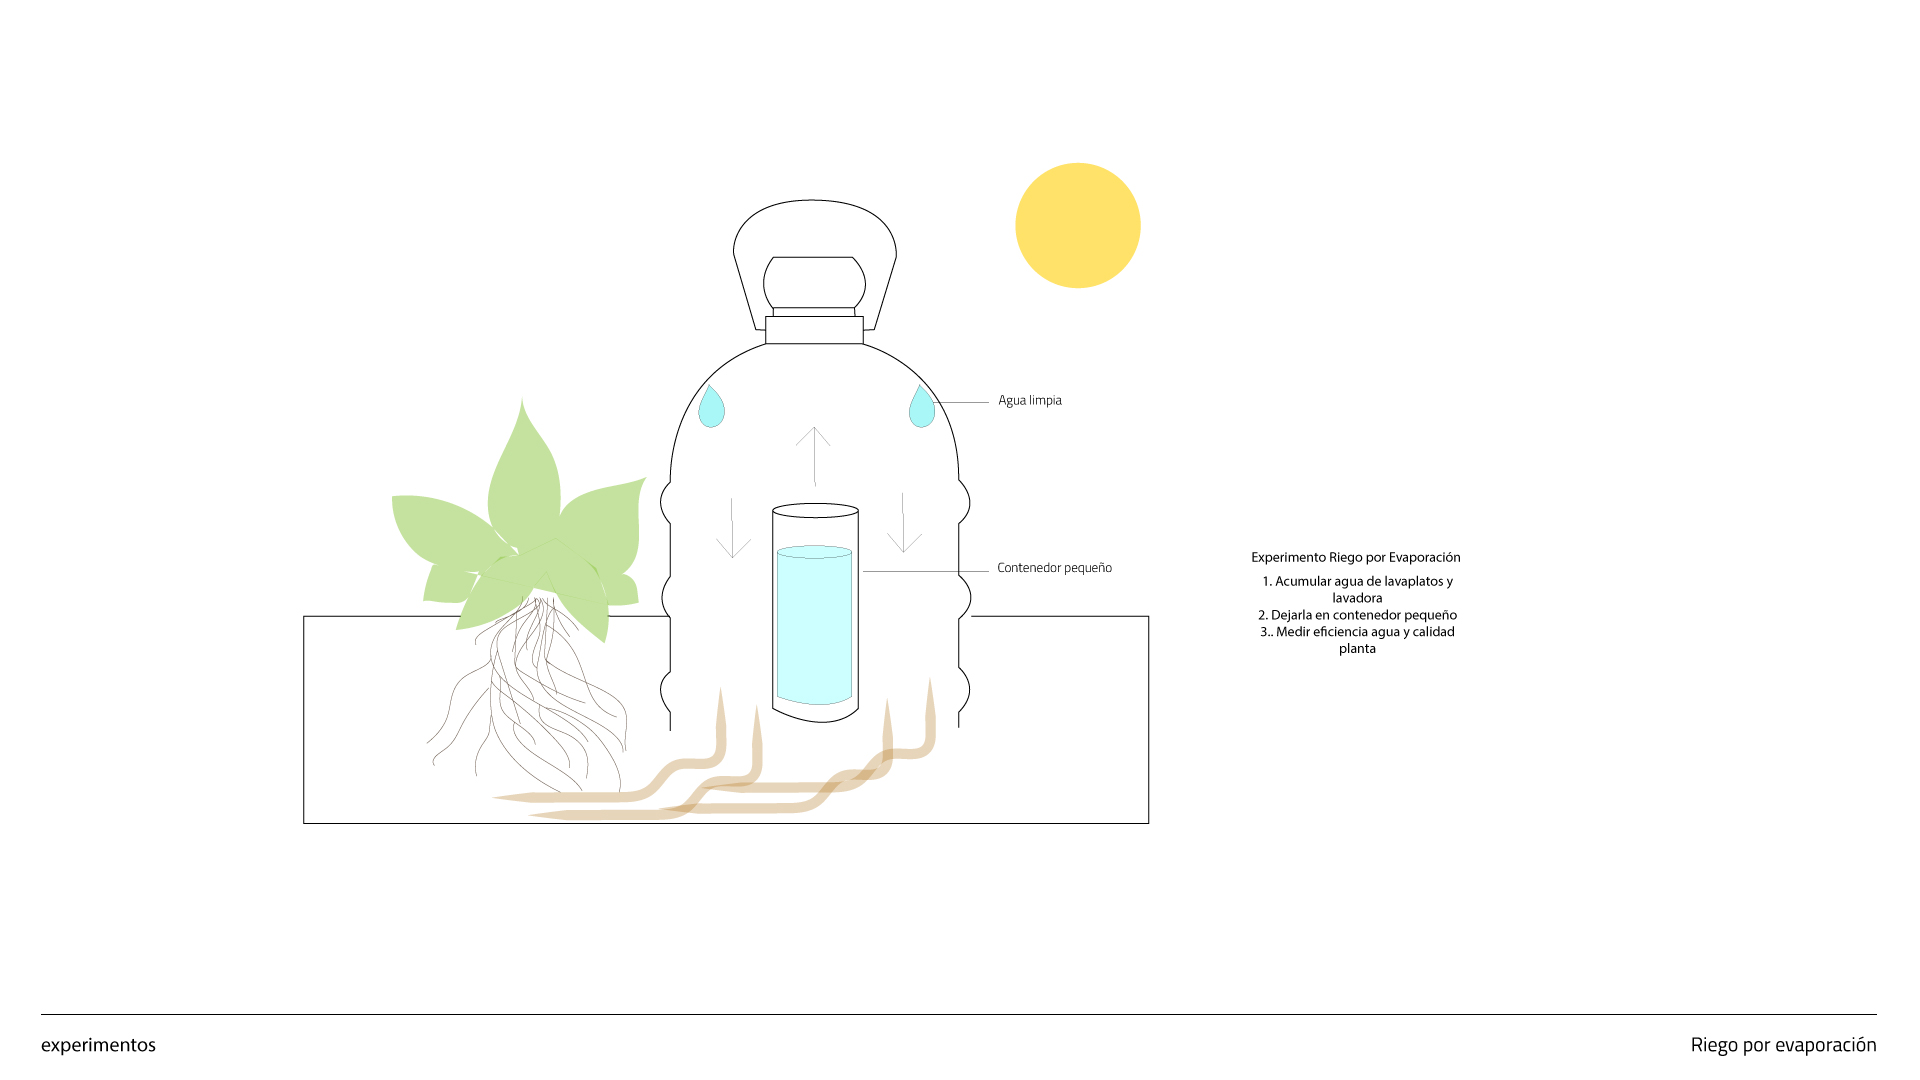 Agua limpia
Contenedor pequeño
Experimento Riego por Evaporación
1. Acumular agua de lavaplatos y
lavadora
2. Dejarla en contenedor pequeño
3.. Medir eficiencia agua y calidad
planta
experimentos
Riego por evaporación